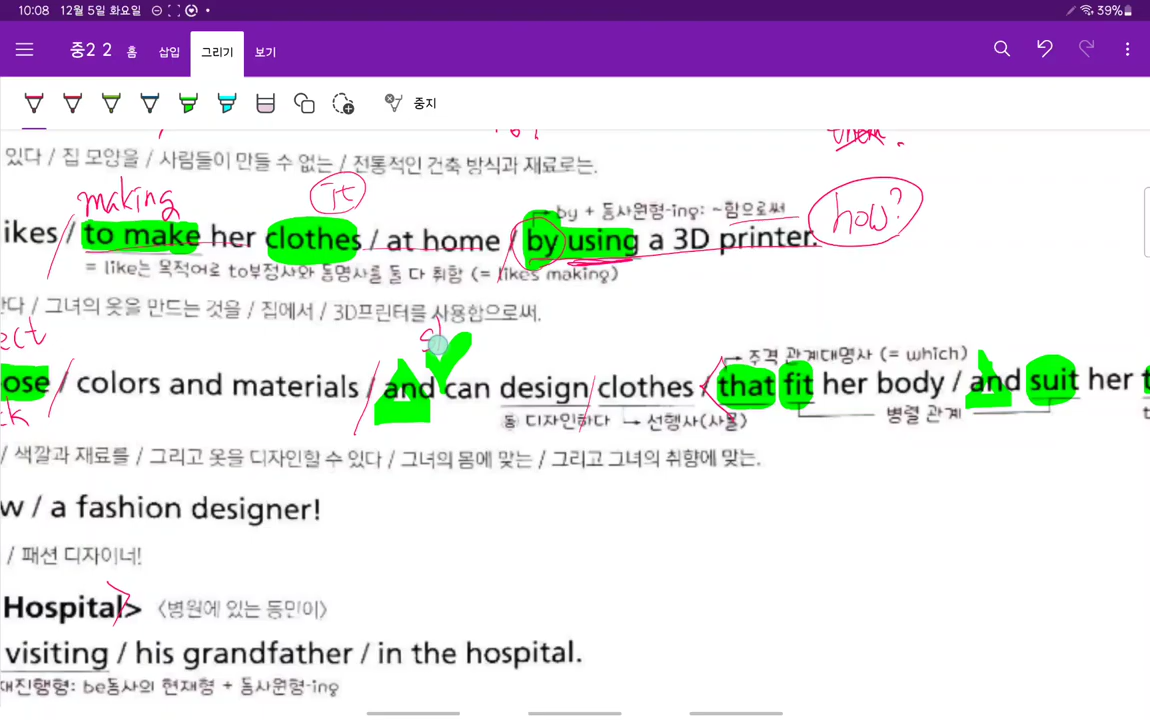 10:08 12월 5일 화요일 39%
중2 2 홈 삽입 그리기 보기
중지
있다 / 집 모양을 / 사람들이 만들 수 없는 / 전통적인 건축 방식과 재료로는.
making it by + 동사원형-ing: ~함으로써 how?
ikes / to make her clothes / at home / by using a 3D printer.
= like는 목적어로 to부정사와 동명사를 둘 다 취함 (= likes making)
한다 / 그녀의 옷을 만드는 것을 / 집에서 / 3D프린터를 사용함으로써.
ect 주격 관계대명사 (= which)
ose / colors and materials / and can design clothes < that fit her body / and suit her t
ck 동 디자인하다 선행사(사물) 병렬 관계
/ 색깔과 재료를 / 그리고 옷을 디자인할 수 있다 / 그녀의 몸에 맞는 / 그리고 그녀의 취향에 맞는.
w / a fashion designer!
/ 패션 디자이너!
Hospital> <병원에 있는 동민이>
visiting / his grandfather / in the hospital.
재진행형: be동사의 현재형 + 동사원형-ing